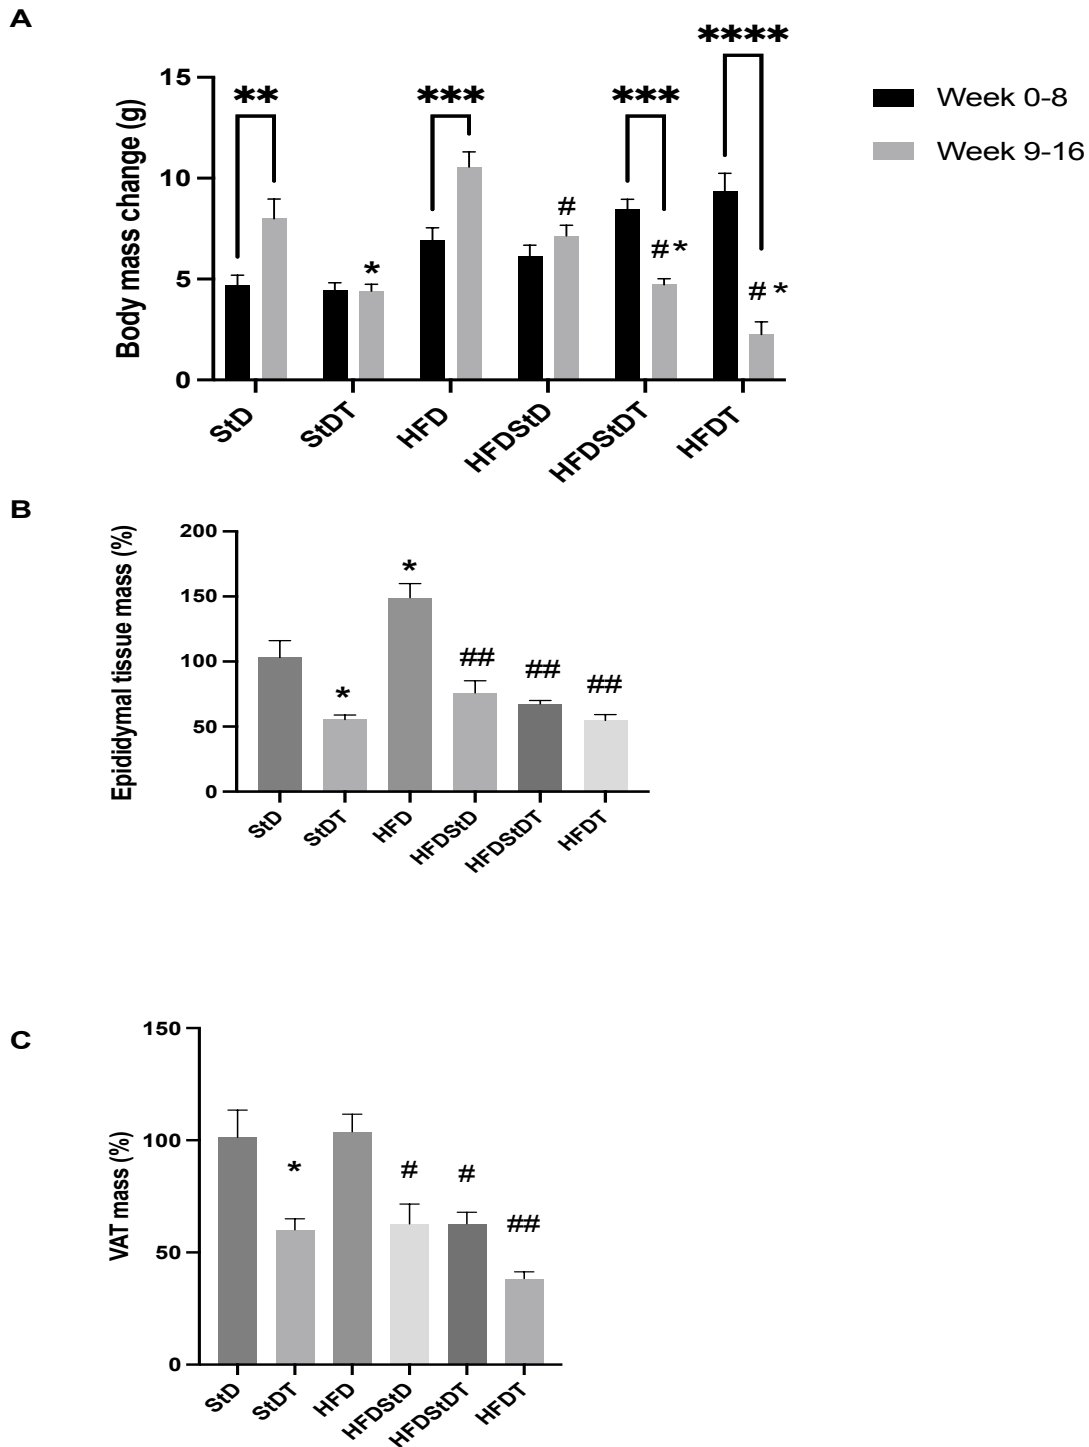 A
****
15
**
***
***
Week 0-8
Week 9-16
Body mass change (g)
10
#
# *
*
# *
5
0
StD
StDT
HFD
HFDStD
HFDStDT
HFDT
B
200
Epididymal tissue mass (%)
*
150
100
##
##
##
*
50
0
StD
StDT
HFD
HFDStD
HFDStDT
HFDT
C
150
VAT mass (%)
100
*
#
#
##
50
0
StD
StDT
HFD
HFDStD
HFDStDT
HFDT